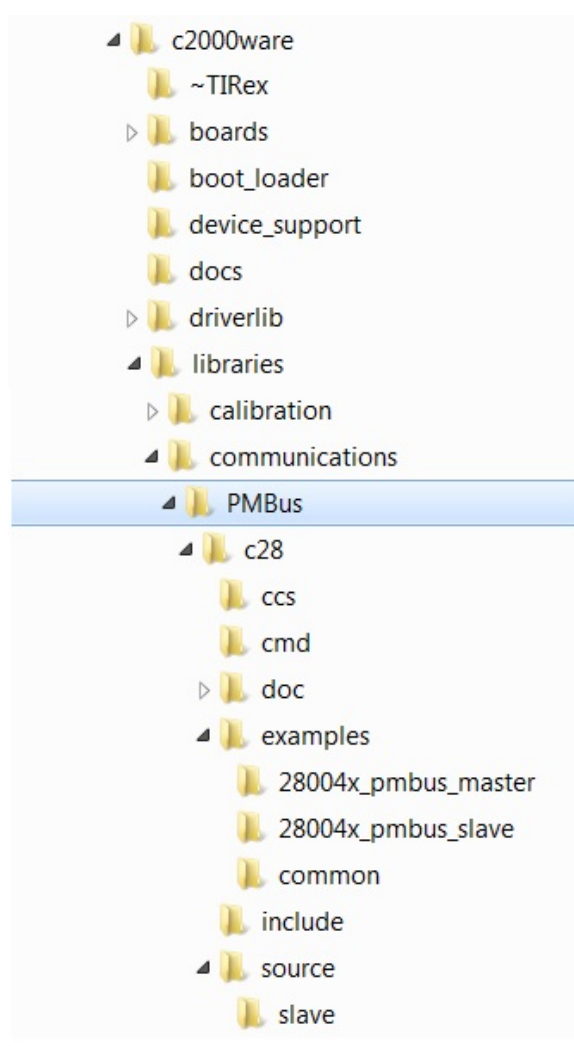 c2000ware
~TIRex
boards
boot_loader
device_support
docs
driverlib
libraries
calibration
communications
PMBus
c28
ccs
cmd
doc
examples
28004x_pmbus_master
28004x_pmbus_slave
common
include
source
slave